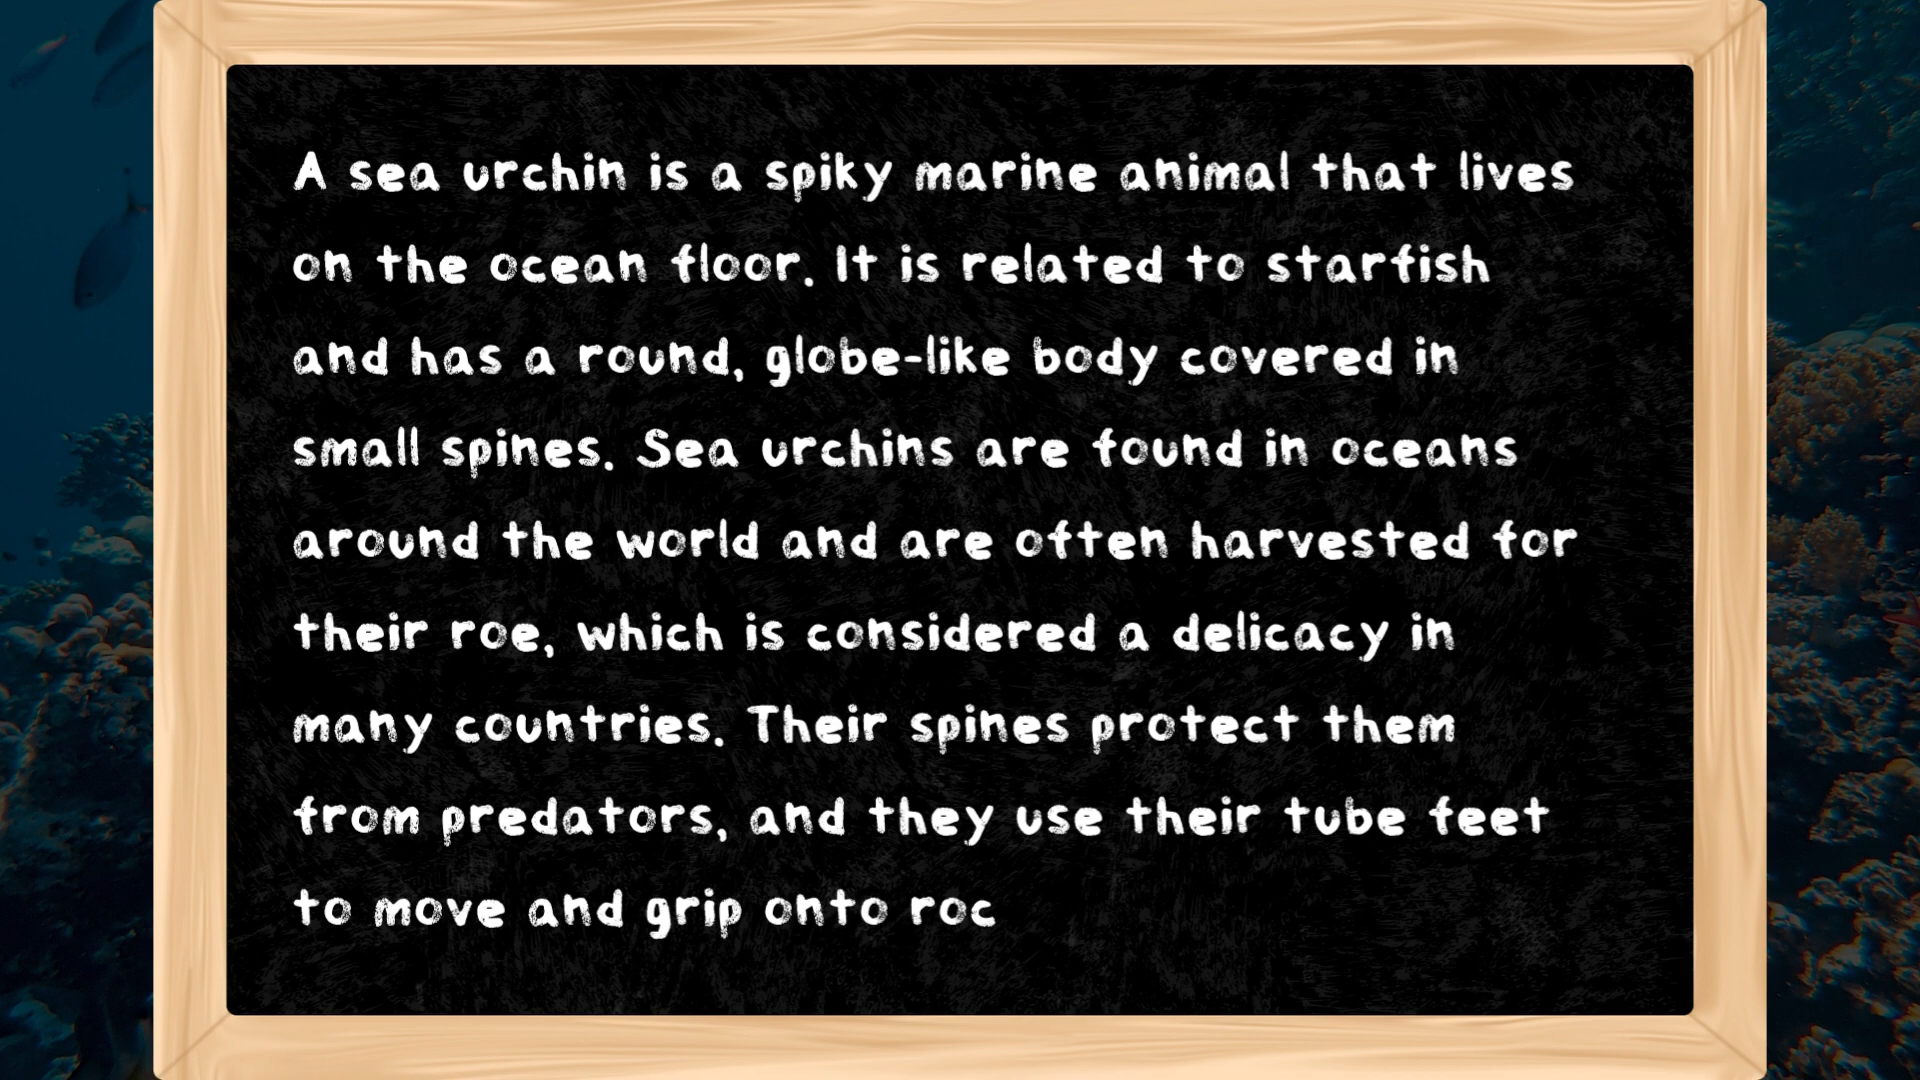 A sea urchin is a spiky marine animal that lives
on the ocean floor. It is related to starfish
and has a round, globe-like body covered in
small spines. Sea urchins are found in oceans
around the world and are often harvested for
their roe, which is considered a delicacy in
many countries. Their spines protect them
from predators, and they use their tube feet
to move and grip onto roc